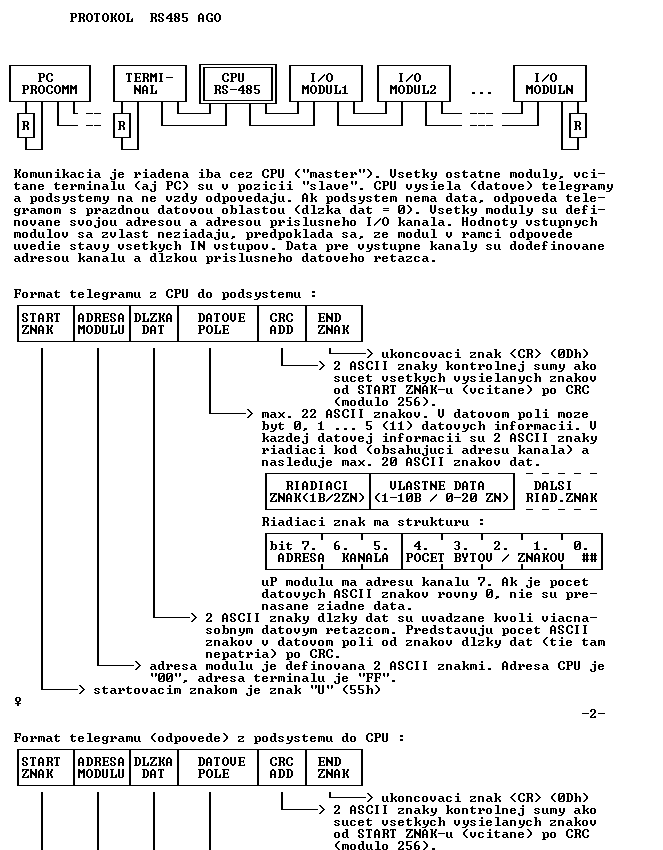 PROTOKOL  RS485 AGO
PC TERMI- CPU I/O I/O I/O
PROCOMM NAL RS-485 MODUL1 MODUL2 ... MODULN
R R R
Komunikacia je riadena iba cez CPU ("master"). Vsetky ostatne moduly, vci-
tane terminalu (aj PC) su v pozicii "slave". CPU vysiela (datove) telegramy
a podsystemy na ne vzdy odpovedaju. Ak podsystem nema data, odpoveda tele-
gramom s prazdnou datovou oblastou (dlzka dat = 0). Vsetky moduly su defi-
novane svojou adresou a adresou prislusneho I/O kanala. Hodnoty vstupnych
modulov sa zvlast neziadaju, predpoklada sa, ze modul v ramci odpovede
uvedie stavy vsetkych IN vstupov. Data pre vystupne kanaly su dodefinovane
adresou kanalu a dlzkou prislusneho datoveho retazca.
Format telegramu z CPU do podsystemu :
START ADRESA DLZKA DATOVE CRC END
ZNAK MODULU DAT POLE ADD ZNAK
> ukoncovaci znak <CR> (0Dh)
> 2 ASCII znaky kontrolnej sumy ako
sucet vsetkych vysielanych znakov
od START ZNAK-u (vcitane) po CRC
(modulo 256).
> max. 22 ASCII znakov. V datovom poli moze
byt 0, 1 ... 5 (11) datovych informacii. V
kazdej datovej informacii su 2 ASCII znaky
riadiaci kod (obsahujuci adresu kanala) a
nasleduje max. 20 ASCII znakov dat.
RIADIACI VLASTNE DATA DALSI
ZNAK(1B/2ZN) (1-10B / 0-20 ZN) RIAD.ZNAK
Riadiaci znak ma strukturu :
bit 7. 6. 5. 4. 3. 2. 1. 0.
ADRESA KANALA POCET BYTOV / ZNAKOV ##
uP modulu ma adresu kanalu 7. Ak je pocet
datovych ASCII znakov rovny 0, nie su pre-
nasane ziadne data.
> 2 ASCII znaky dlzky dat su uvadzane kvoli viacna-
sobnym datovym retazcom. Predstavuju pocet ASCII
znakov v datovom poli od znakov dlzky dat (tie tam
nepatria) po CRC.
> adresa modulu je definovana 2 ASCII znakmi. Adresa CPU je
"00", adresa terminalu je "FF".
> startovacim znakom je znak "U" (55h)
♀
-2-
Format telegramu (odpovede) z podsystemu do CPU :
START ADRESA DLZKA DATOVE CRC END
ZNAK MODULU DAT POLE ADD ZNAK
> ukoncovaci znak <CR> (0Dh)
> 2 ASCII znaky kontrolnej sumy ako
sucet vsetkych vysielanych znakov
od START ZNAK-u (vcitane) po CRC
(modulo 256).